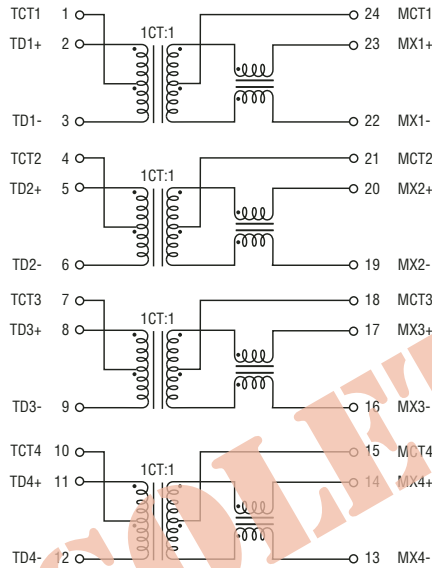 TCT1 1 24 MCT1
1CT:1
TD1+ 2 23 MX1+
TD1- 3 22 MX1-
TCT2 4 21 MCT2
1CT:1
TD2+ 5 20 MX2+
TD2- 6 19 MX2-
TCT3 7 18 MCT3
1CT:1
TD3+ 8 17 MX3+
TD3- 9 16 MX3-
TCT4 10 15 MCT4
1CT:1
TD4+ 11 14 MX4+
TD4- 12 13 MX4-
OLET